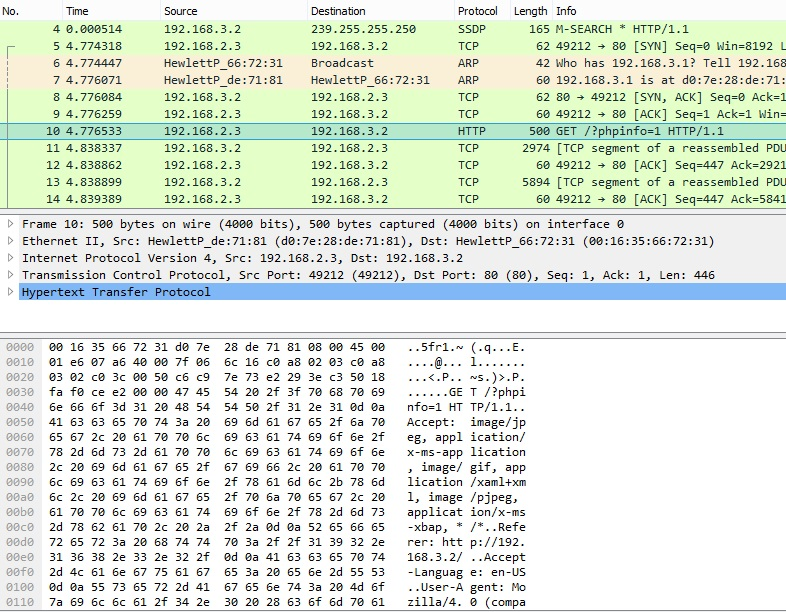 No. Time Source Destination Protocol Length Info
4 0.000514 192.168.3.2 239.255.255.250 SSDP 165 M-SEARCH * HTTP/1.1
5 4.774318 192.168.2.3 192.168.3.2 TCP 62 49212 → 80 [SYN] Seq=0 Win=8192 L
6 4.774447 HewlettP_66:72:31 Broadcast ARP 42 Who has 192.168.3.1? Tell 192.168
7 4.776071 HewlettP_de:71:81 HewlettP_66:72:31 ARP 60 192.168.3.1 is at d0:7e:28:de:71:
8 4.776084 192.168.3.2 192.168.2.3 TCP 62 80 → 49212 [SYN, ACK] Seq=0 Ack=1
9 4.776259 192.168.2.3 192.168.3.2 TCP 60 49212 → 80 [ACK] Seq=1 Ack=1 Win=
10 4.776533 192.168.2.3 192.168.3.2 HTTP 500 GET /?phpinfo=1 HTTP/1.1
11 4.838337 192.168.3.2 192.168.2.3 TCP 2974 [TCP segment of a reassembled PDU
12 4.838862 192.168.2.3 192.168.3.2 TCP 60 49212 → 80 [ACK] Seq=447 Ack=2921
13 4.838899 192.168.3.2 192.168.2.3 TCP 5894 [TCP segment of a reassembled PDU
14 4.839389 192.168.2.3 192.168.3.2 TCP 60 49212 → 80 [ACK] Seq=447 Ack=5841
Frame 10: 500 bytes on wire (4000 bits), 500 bytes captured (4000 bits) on interface 0
Ethernet II, Src: HewlettP_de:71:81 (d0:7e:28:de:71:81), Dst: HewlettP_66:72:31 (00:16:35:66:72:31)
Internet Protocol Version 4, Src: 192.168.2.3, Dst: 192.168.3.2
Transmission Control Protocol, Src Port: 49212 (49212), Dst Port: 80 (80), Seq: 1, Ack: 1, Len: 446
Hypertext Transfer Protocol
0000 00 16 35 66 72 31 d0 7e 28 de 71 81 08 00 45 00 ..5fr1.~ (.q...E.
0010 01 e6 07 a6 40 00 7f 06 6c 16 c0 a8 02 03 c0 a8 ....@... l.......
0020 03 02 c0 3c 00 50 c6 c9 7e 73 e2 29 3e c3 50 18 ...<.P.. ~s.)>.P.
0030 fa f0 ce e2 00 00 47 45 54 20 2f 3f 70 68 70 69 ......GE T /?phpi
0040 6e 66 6f 3d 31 20 48 54 54 50 2f 31 2e 31 0d 0a nfo=1 HT TP/1.1..
0050 41 63 63 65 70 74 3a 20 69 6d 61 67 65 2f 6a 70 Accept:  image/jp
0060 65 67 2c 20 61 70 70 6c 69 63 61 74 69 6f 6e 2f eg, appl ication/
0070 78 2d 6d 73 2d 61 70 70 6c 69 63 61 74 69 6f 6e x-ms-app lication
0080 2c 20 69 6d 61 67 65 2f 67 69 66 2c 20 61 70 70 , image/ gif, app
0090 6c 69 63 61 74 69 6f 6e 2f 78 61 6d 6c 2b 78 6d lication /xaml+xm
00a0 6c 2c 20 69 6d 61 67 65 2f 70 6a 70 65 67 2c 20 l, image /pjpeg,
00b0 61 70 70 6c 69 63 61 74 69 6f 6e 2f 78 2d 6d 73 applicat ion/x-ms
00c0 2d 78 62 61 70 2c 20 2a 2f 2a 0d 0a 52 65 66 65 -xbap, * /*..Refe
00d0 72 65 72 3a 20 68 74 74 70 3a 2f 2f 31 39 32 2e rer: htt p://192.
00e0 31 36 38 2e 33 2e 32 2f 0d 0a 41 63 63 65 70 74 168.3.2/ ..Accept
00f0 2d 4c 61 6e 67 75 61 67 65 3a 20 65 6e 2d 55 53 -Languag e: en-US
0100 0d 0a 55 73 65 72 2d 41 67 65 6e 74 3a 20 4d 6f ..User-A gent: Mo
0110 7a 69 6c 6c 61 2f 34 2e 30 20 28 63 6f 6d 70 61 zilla/4. 0 (compa